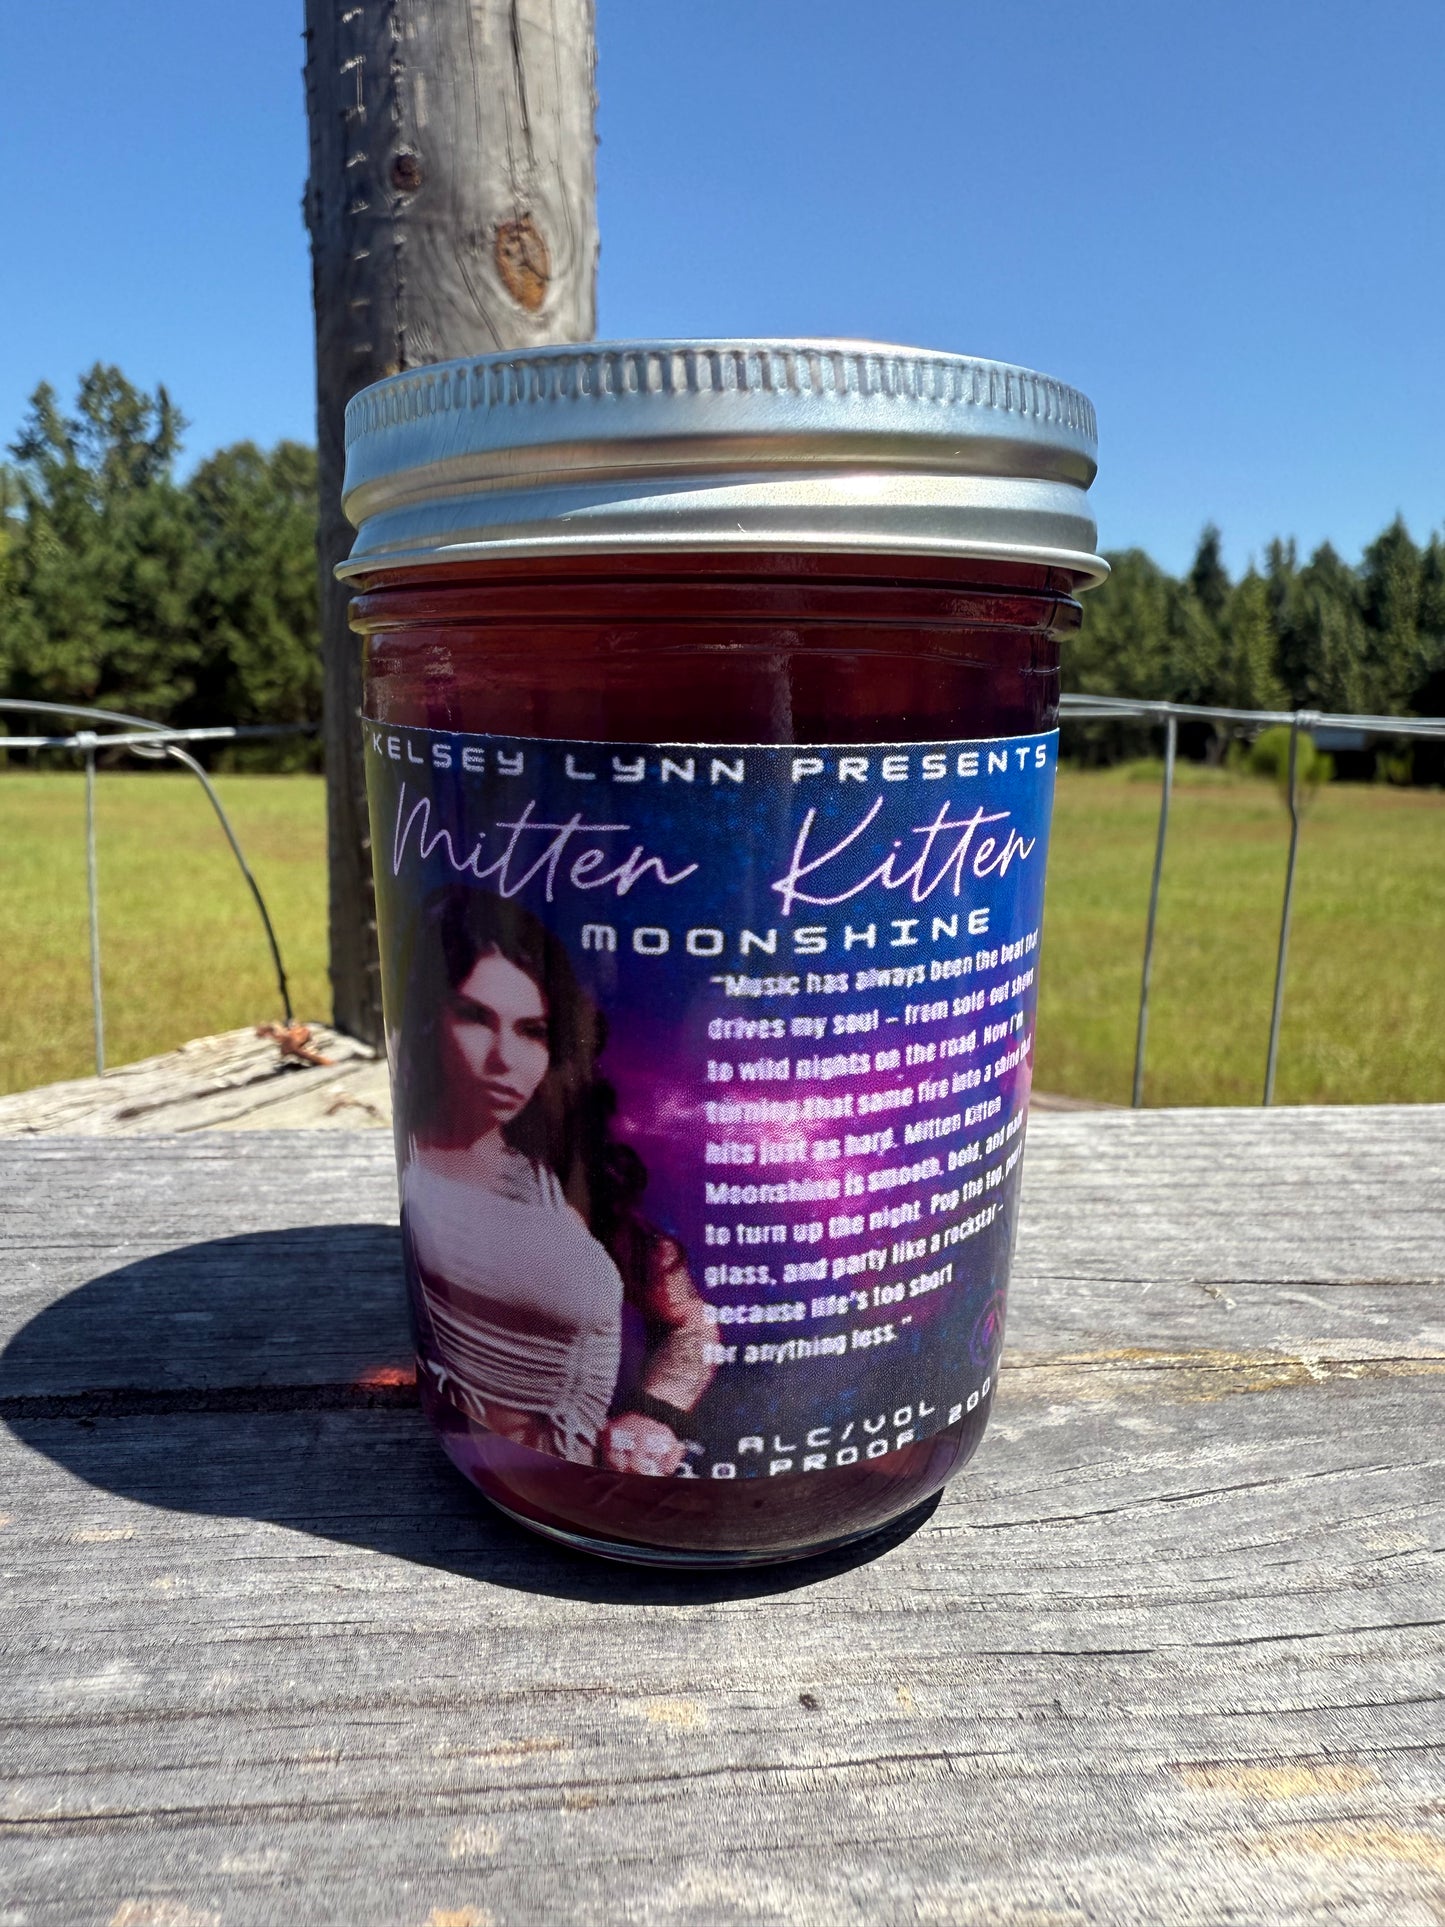 KELSEY LYNN PRESENTS
Mitten Kitten
MOONSHINE
"Music has always been the beat that
drives my soul – from sold-out shows
to wild nights on the road. Now I'm
turning that same fire into a shine that
hits just as hard. Mitten Kitten
Moonshine is smooth, bold, and made
to turn up the night. Pop the top,
glass, and party like a rockstar –
because life's too short
for anything less."
ALC/VOL
110 PROOF 200